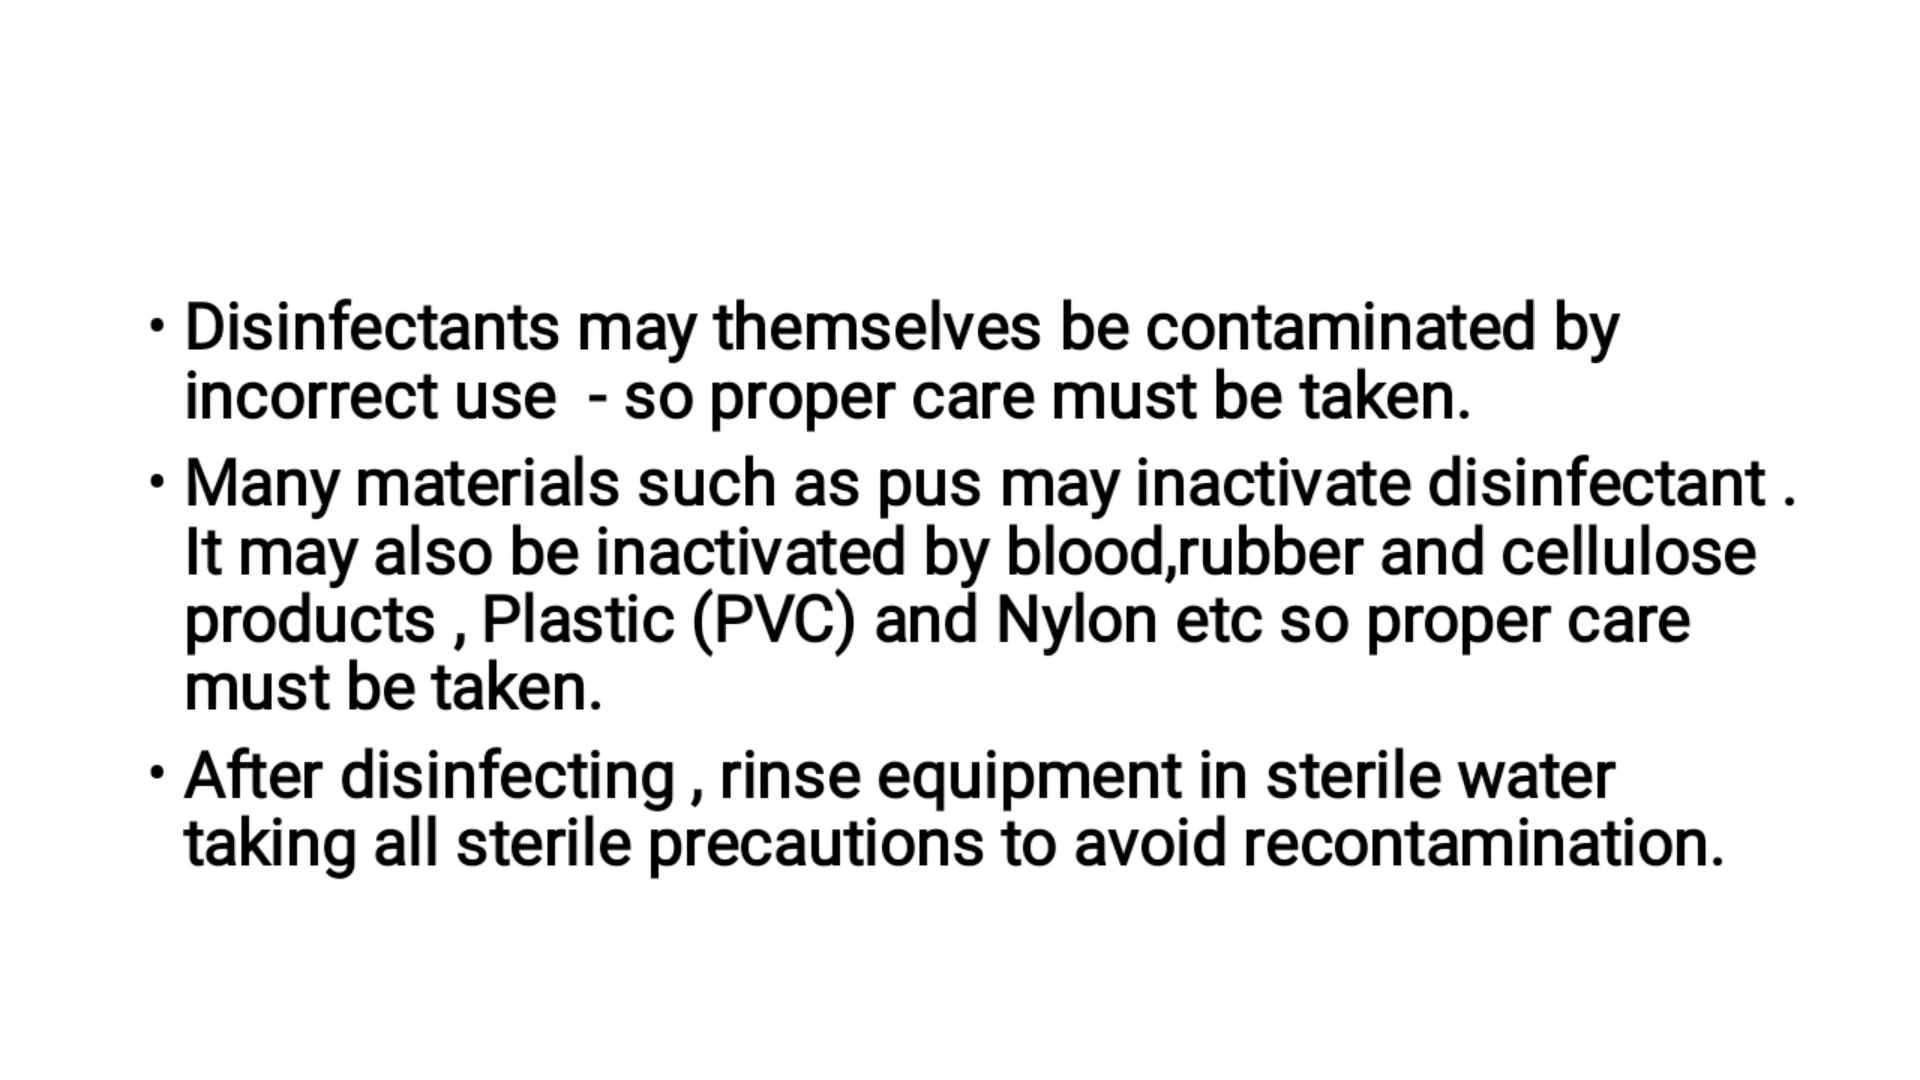 • Disinfectants may themselves be contaminated by
incorrect use - so proper care must be taken.
• Many materials such as pus may inactivate disinfectant .
It may also be inactivated by blood,rubber and cellulose
products , Plastic (PVC) and Nylon etc so proper care
must be taken.
• After disinfecting , rinse equipment in sterile water
taking all sterile precautions to avoid recontamination.